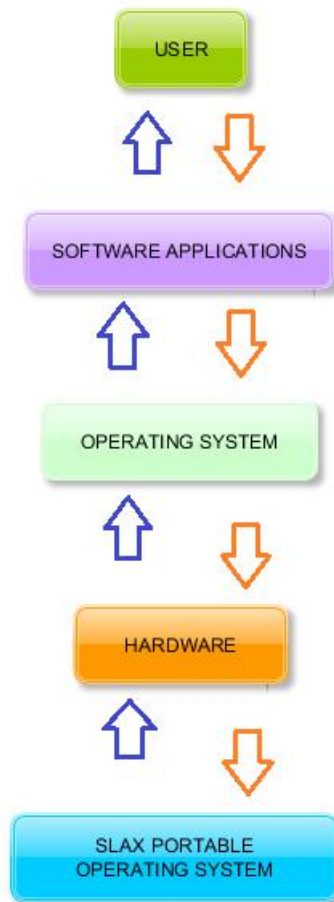 USER
SOFTWARE APPLICATIONS
OPERATING SYSTEM
HARDWARE
SLAX PORTABLE
OPERATING SYSTEM